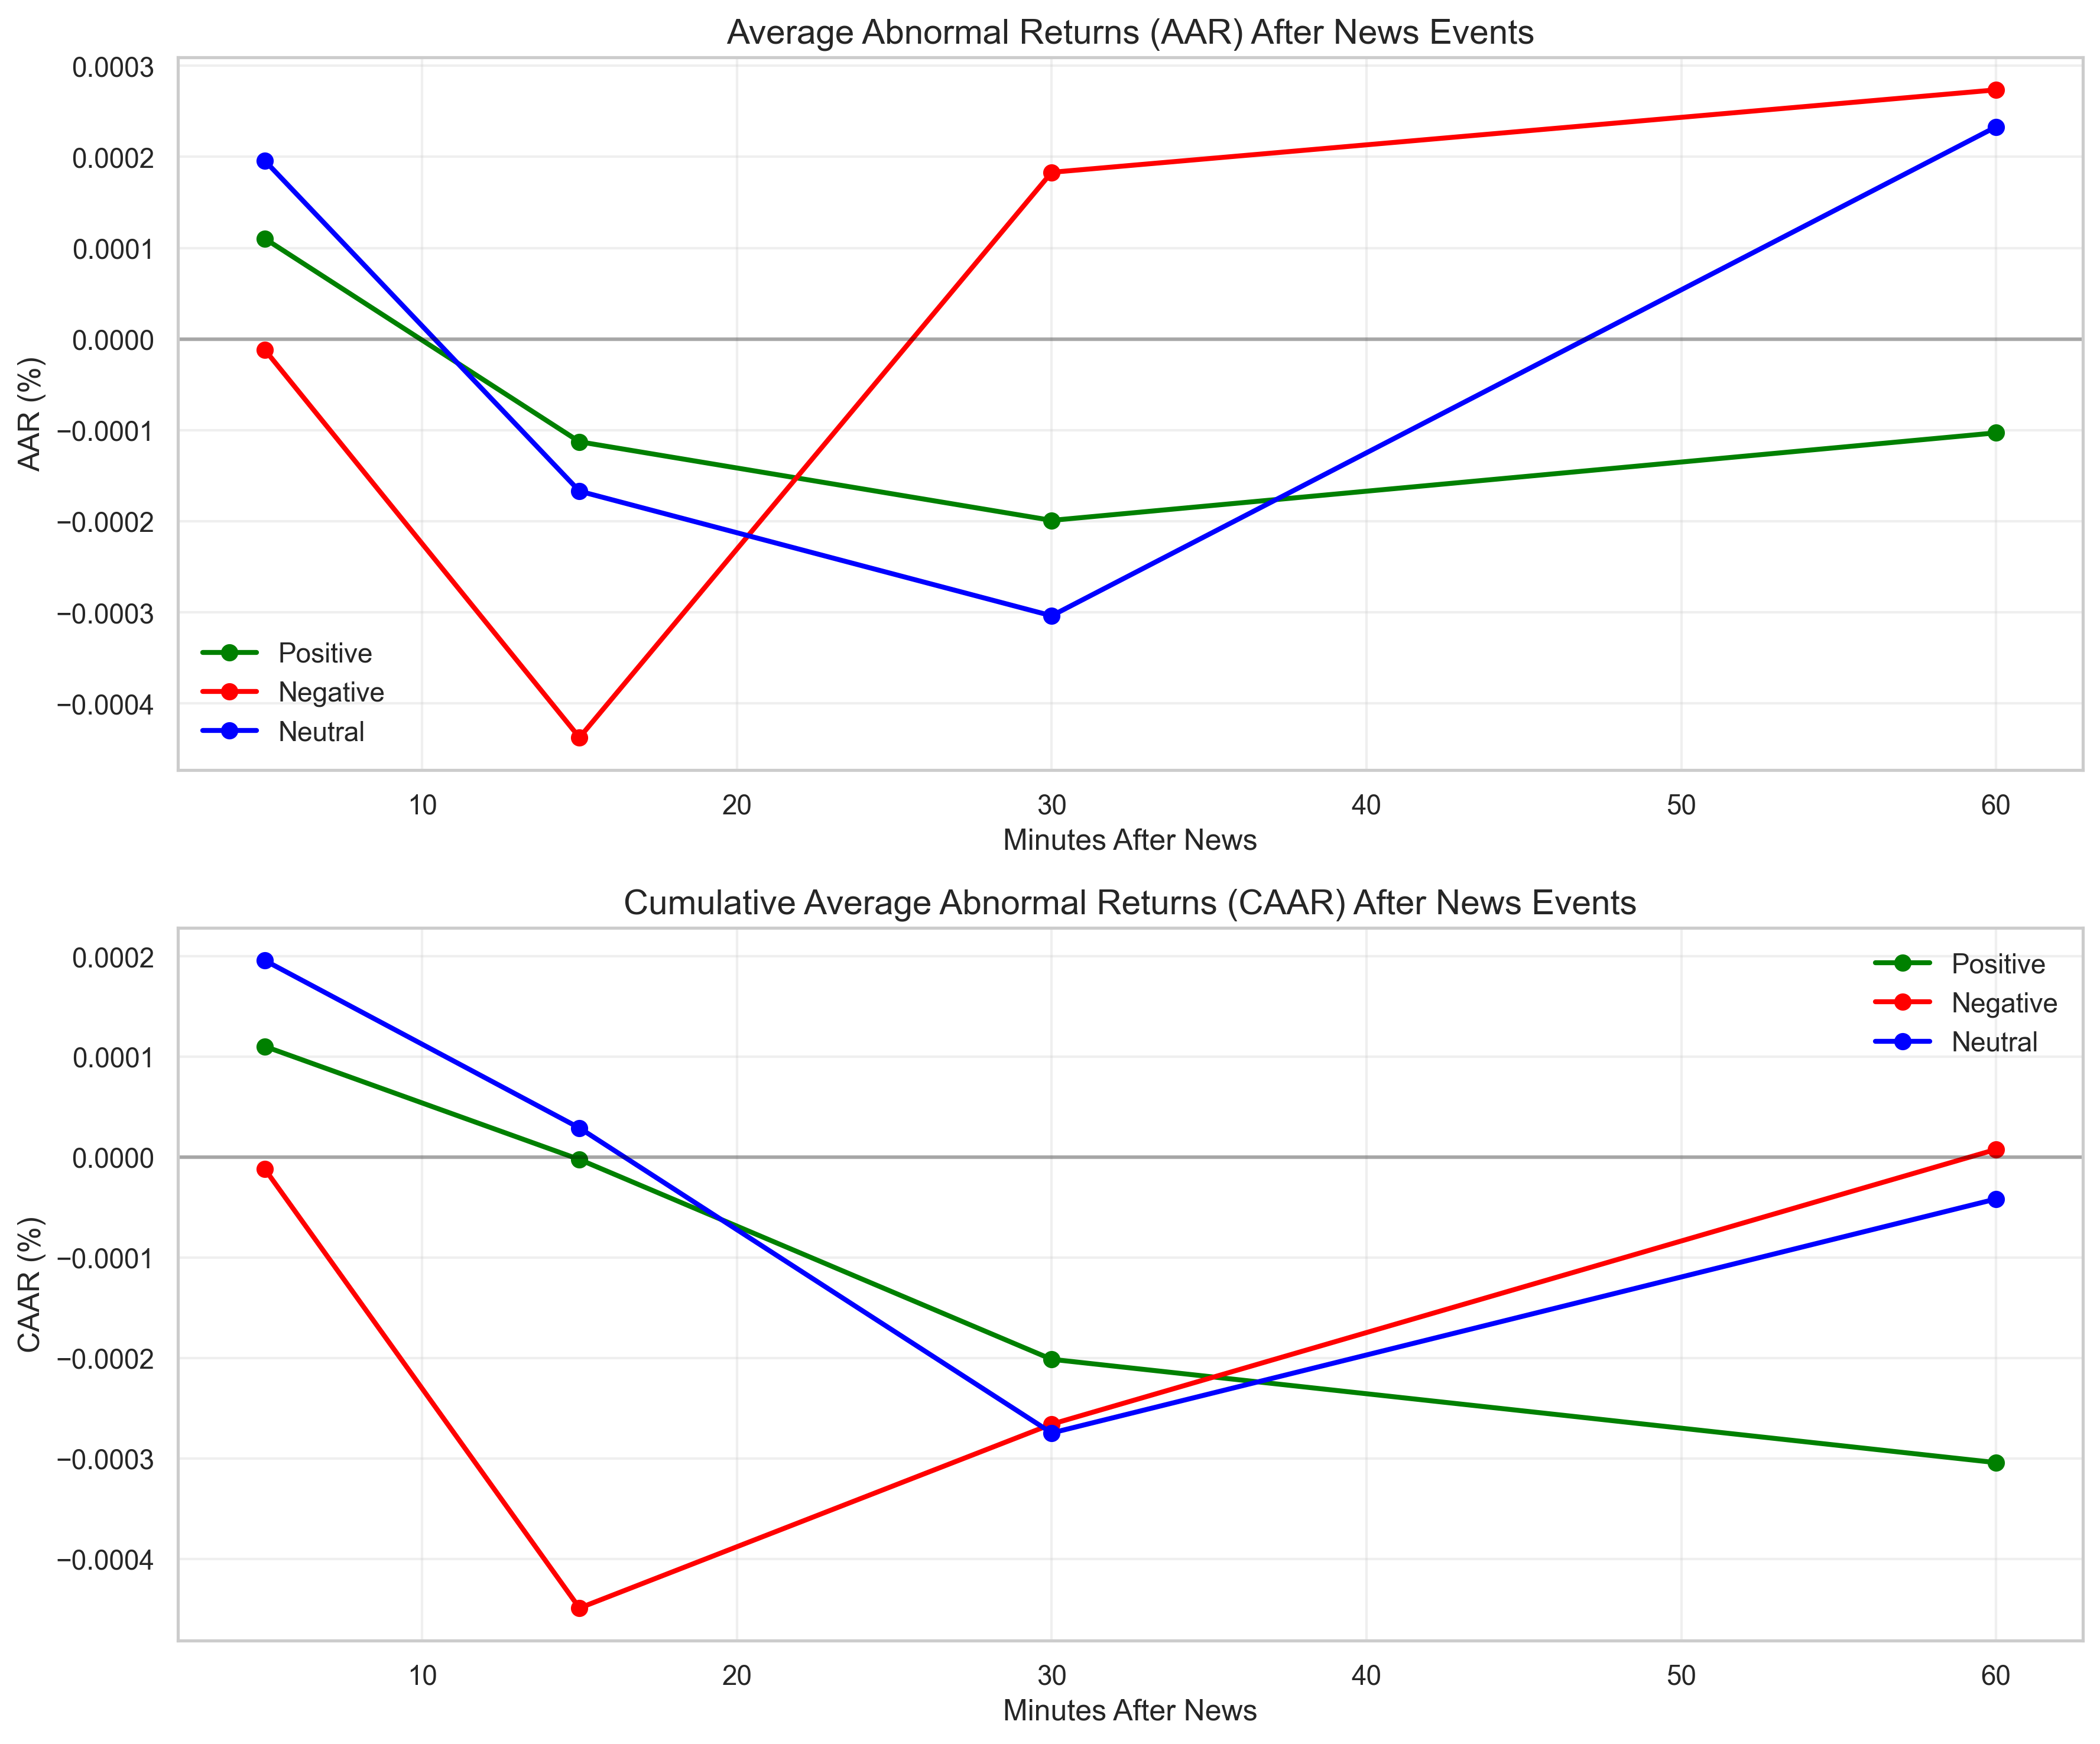 Average Abnormal Returns (AAR) After News Events
0.0003
0.0002
0.0001
0.0000
−0.0001
−0.0002
−0.0003
−0.0004
AAR (%)
Positive
Negative
Neutral
10 20 30 40 50 60
Minutes After News
Cumulative Average Abnormal Returns (CAAR) After News Events
0.0002
0.0001
0.0000
−0.0001
−0.0002
−0.0003
−0.0004
CAAR (%)
Positive
Negative
Neutral
10 20 30 40 50 60
Minutes After News